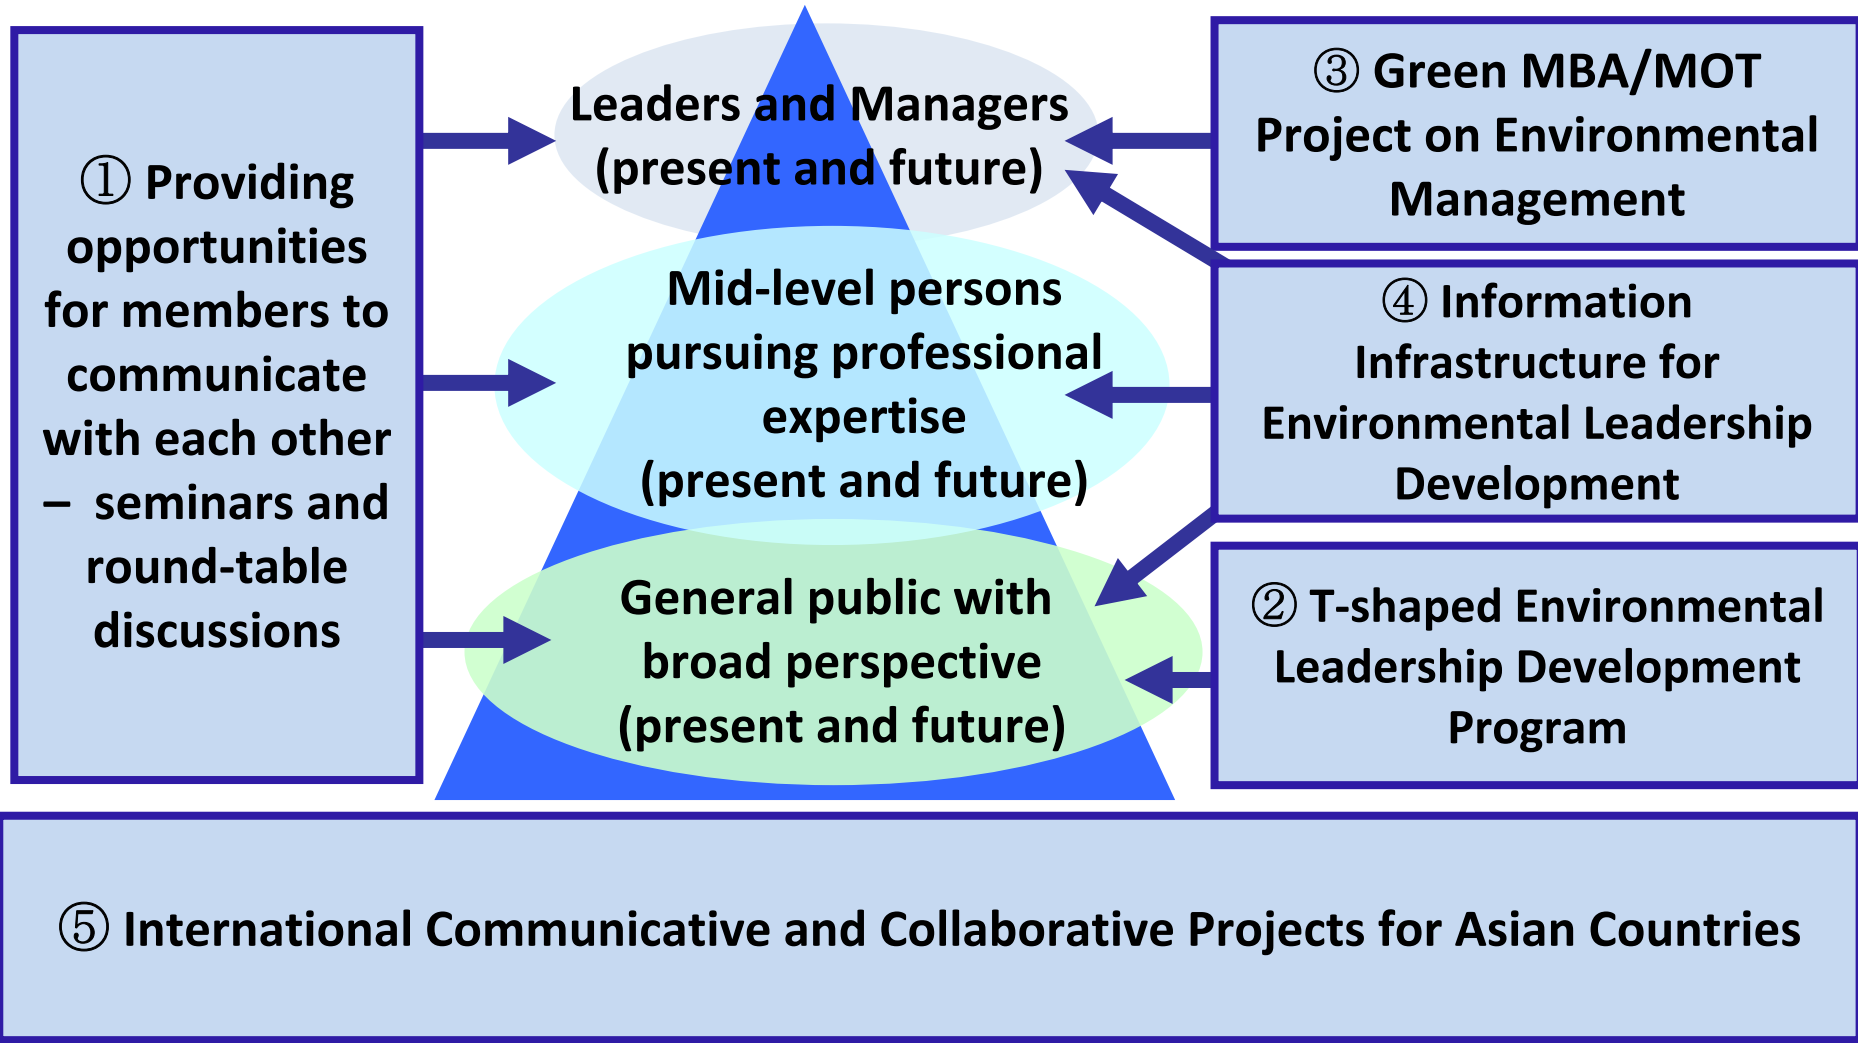 ① Providing
opportunities
for members to
communicate
with each other
– seminars and
round-table
discussions
Leaders and Managers
(present and future)
Mid-level persons
pursuing professional
expertise
(present and future)
General public with
broad perspective
(present and future)
③ Green MBA/MOT
Project on Environmental
Management
④ Information
Infrastructure for
Environmental Leadership
Development
② T-shaped Environmental
Leadership Development
Program
⑤ International Communicative and Collaborative Projects for Asian Countries